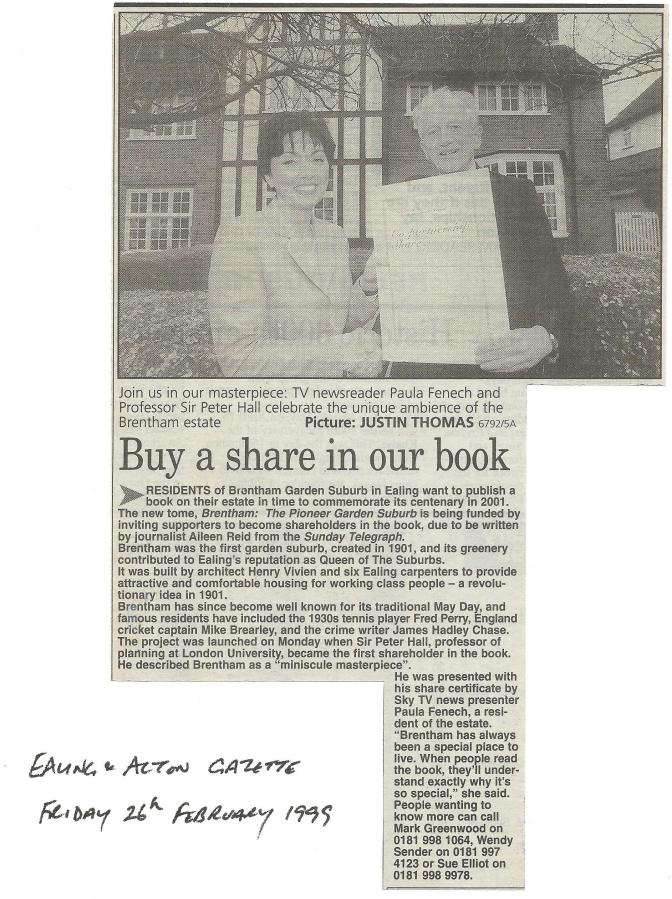 Co Partnership
Share
Join us in our masterpiece: TV newsreader Paula Fenech and
Professor Sir Peter Hall celebrate the unique ambience of the
Brentham estate Picture: JUSTIN THOMAS 6792/5A
Buy a share in our book
RESIDENTS of Brentham Garden Suburb in Ealing want to publish a
book on their estate in time to commemorate its centenary in 2001.
The new tome, Brentham: The Pioneer Garden Suburb is being funded by
inviting supporters to become shareholders in the book, due to be written
by journalist Aileen Reid from the Sunday Telegraph.
Brentham was the first garden suburb, created in 1901, and its greenery
contributed to Ealing's reputation as Queen of The Suburbs.
It was built by architect Henry Vivien and six Ealing carpenters to provide
attractive and comfortable housing for working class people – a revolu-
tionary idea in 1901.
Brentham has since become well known for its traditional May Day, and
famous residents have included the 1930s tennis player Fred Perry, England
cricket captain Mike Brearley, and the crime writer James Hadley Chase.
The project was launched on Monday when Sir Peter Hall, professor of
planning at London University, became the first shareholder in the book.
He described Brentham as a "miniscule masterpiece".
He was presented with
his share certificate by
Sky TV news presenter
Paula Fenech, a resi-
dent of the estate.
"Brentham has always
been a special place to
live. When people read
the book, they'll under-
stand exactly why it's
so special," she said.
People wanting to
know more can call
Mark Greenwood on
0181 998 1064, Wendy
Sender on 0181 997
4123 or Sue Elliot on
0181 998 9978.
EALING & ACTON GAZETTE
FRIDAY 26th FEBRUARY 1999